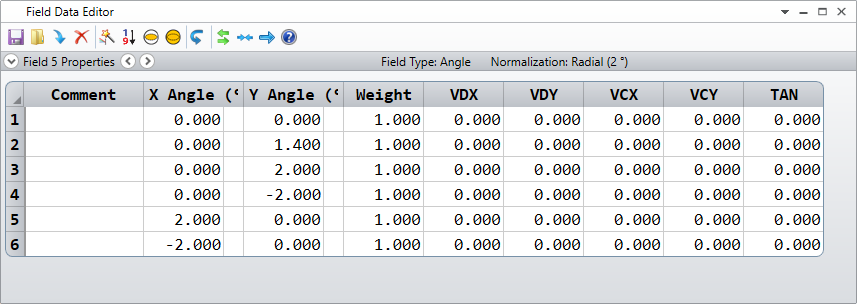 Field Data Editor
Field 5 Properties Field Type: Angle Normalization: Radial (2 °)
Comment X Angle (° Y Angle (° Weight VDX VDY VCX VCY TAN
1 0.000 0.000 1.000 0.000 0.000 0.000 0.000 0.000
2 0.000 1.400 1.000 0.000 0.000 0.000 0.000 0.000
3 0.000 2.000 1.000 0.000 0.000 0.000 0.000 0.000
4 0.000 -2.000 1.000 0.000 0.000 0.000 0.000 0.000
5 2.000 0.000 1.000 0.000 0.000 0.000 0.000 0.000
6 -2.000 0.000 1.000 0.000 0.000 0.000 0.000 0.000